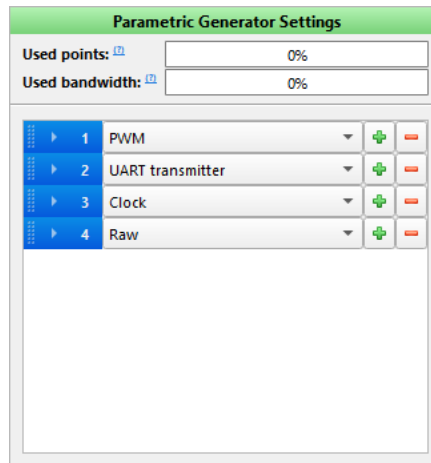 Parametric Generator Settings
Used points: [?] 0%
Used bandwidth: [?] 0%
1 PWM
2 UART transmitter
3 Clock
4 Raw